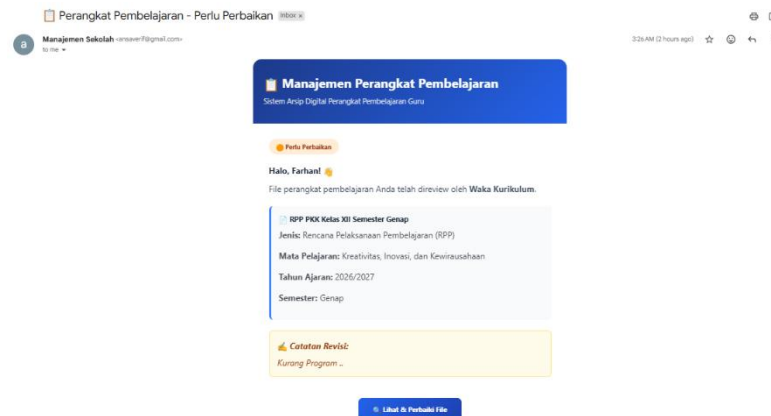 📋 Perangkat Pembelajaran - Perlu Perbaikan Inbox x
a
Manajemen Sekolah
to me
3:26 AM (2 hours ago)
📋 Manajemen Perangkat Pembelajaran
Sistem Arsip Digital Perangkat Pembelajaran Guru
🟠 Perlu Perbaikan
Halo, Farhan! 👋
File perangkat pembelajaran Anda telah direview oleh Waka Kurikulum.
📄 RPP PKK Kelas XII Semester Genap
Jenis: Rencana Pelaksanaan Pembelajaran (RPP)
Mata Pelajaran: Kreativitas, Inovasi, dan Kewirausahaan
Tahun Ajaran: 2026/2027
Semester: Genap
✍️ Catatan Revisi:
Kurang Program ..
🔍 Lihat & Perbaiki File